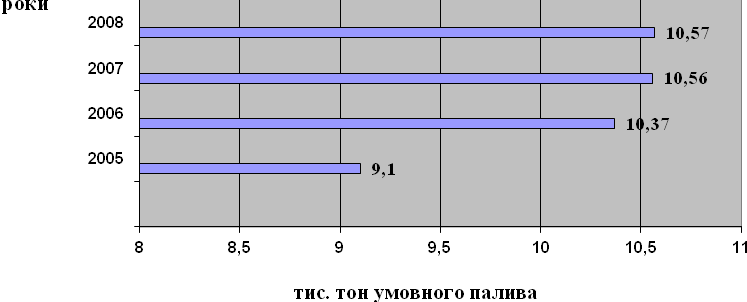 роки
2008 10,57
2007 10,56
2006 10,37
2005 9,1
8 8,5 9 9,5 10 10,5 11
тис. тон умовного палива